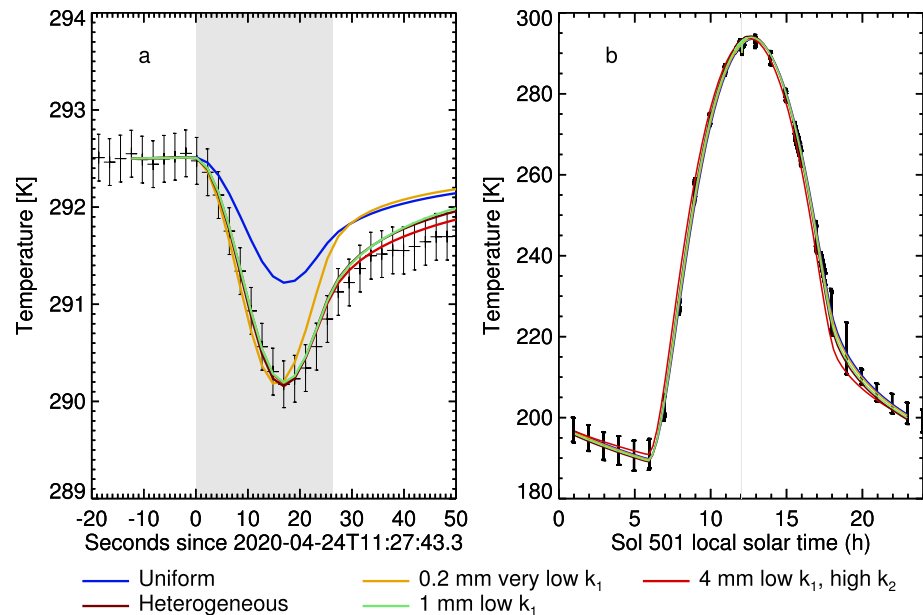 a
294
293
292
291
290
289
Temperature [K]
-20 -10 0 10 20 30 40 50
Seconds since 2020-04-24T11:27:43.3
b
300
280
260
240
220
200
180
Temperature [K]
0 5 10 15 20
Sol 501 local solar time (h)
Uniform
Heterogeneous
0.2 mm very low k₁
1 mm low k₁
4 mm low k₁, high k₂